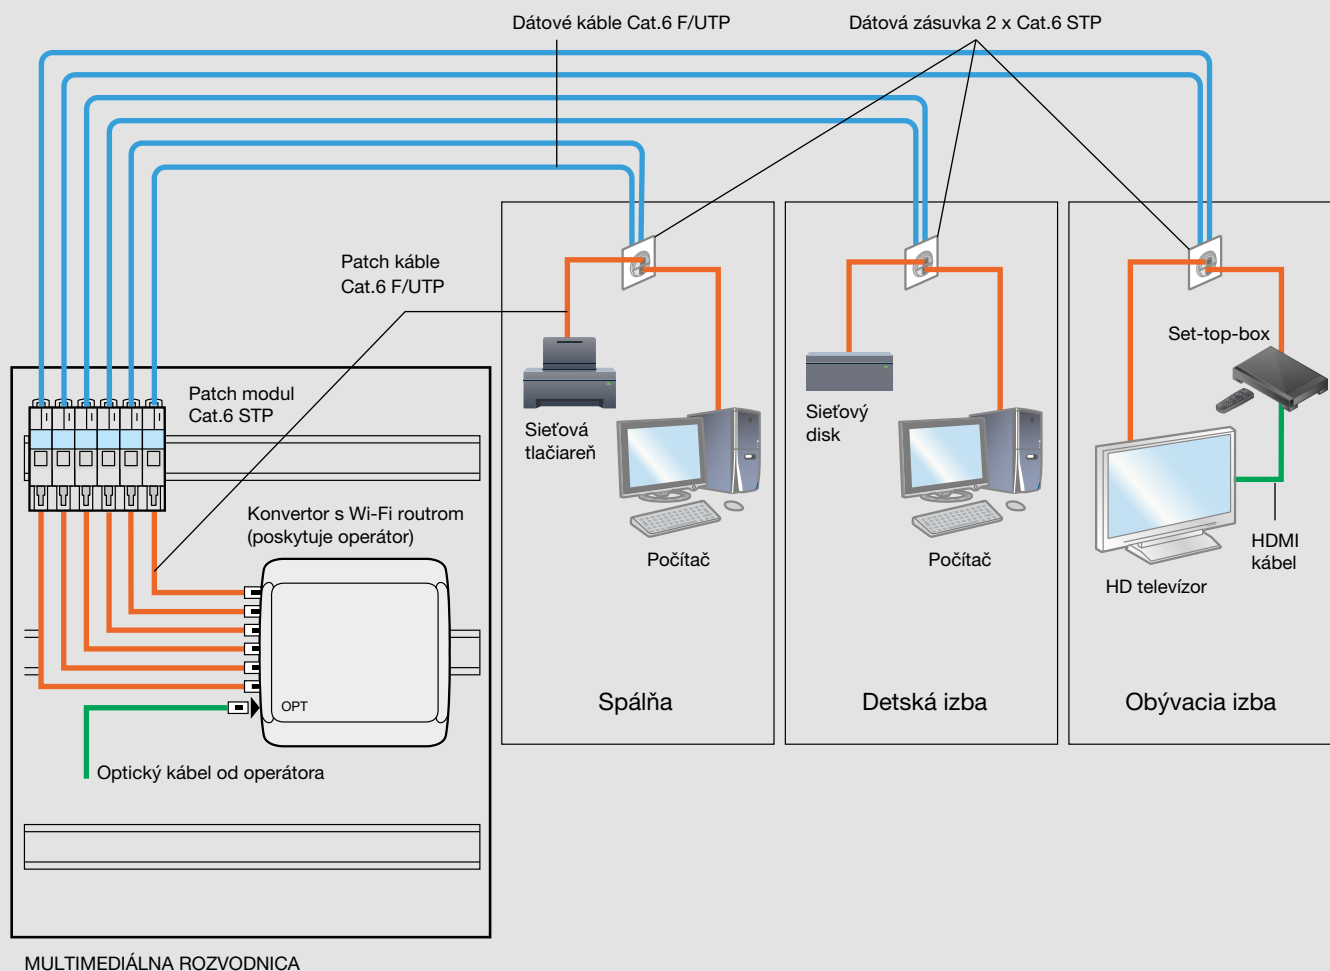 Dátové káble Cat.6 F/UTP
Dátová zásuvka 2 x Cat.6 STP
Patch káble
Cat.6 F/UTP
Set-top-box
Patch modul
Cat.6 STP
Sieťová
tlačiareň
Sieťový
disk
Konvertor s Wi-Fi routrom
(poskytuje operátor)
Počítač
Počítač
HDMI
kábel
HD televízor
Spálňa
Detská izba
Obývacia izba
OPT
Optický kábel od operátora
MULTIMEDIÁLNA ROZVODNICA